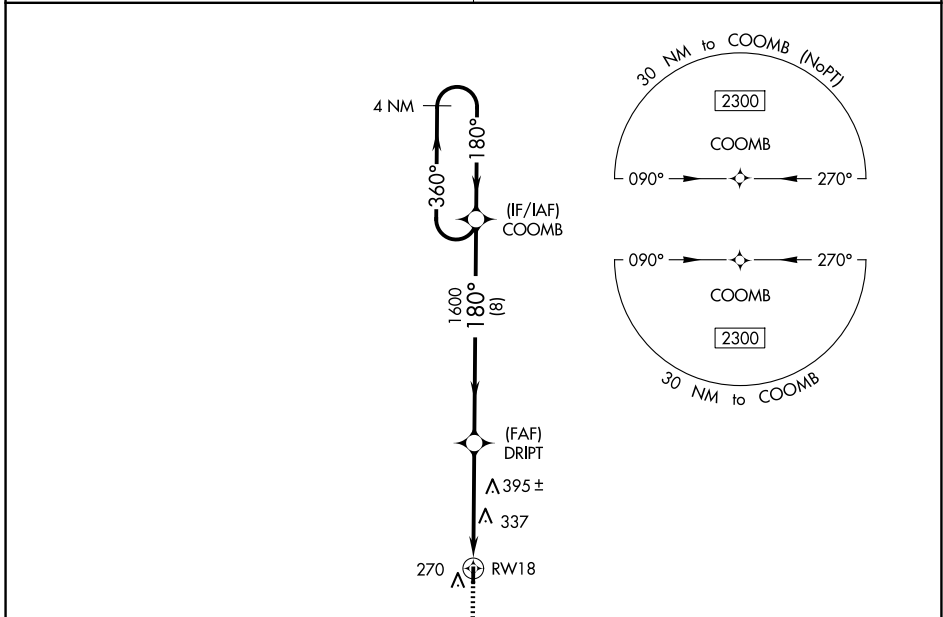 30 NM to COOMB (NoPT)
2300
COOMB
090° 270°
4 NM
180°
360°
(IF/IAF)
COOMB
1600
180°
(8)
090° 270°
COOMB
2300
30 NM to COOMB
(FAF)
DRIPT
395 ±
337
270
RW18